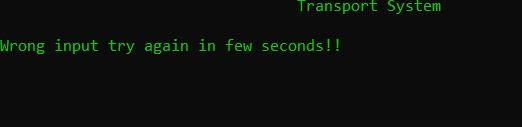 Transport System
Wrong input try again in few seconds!!